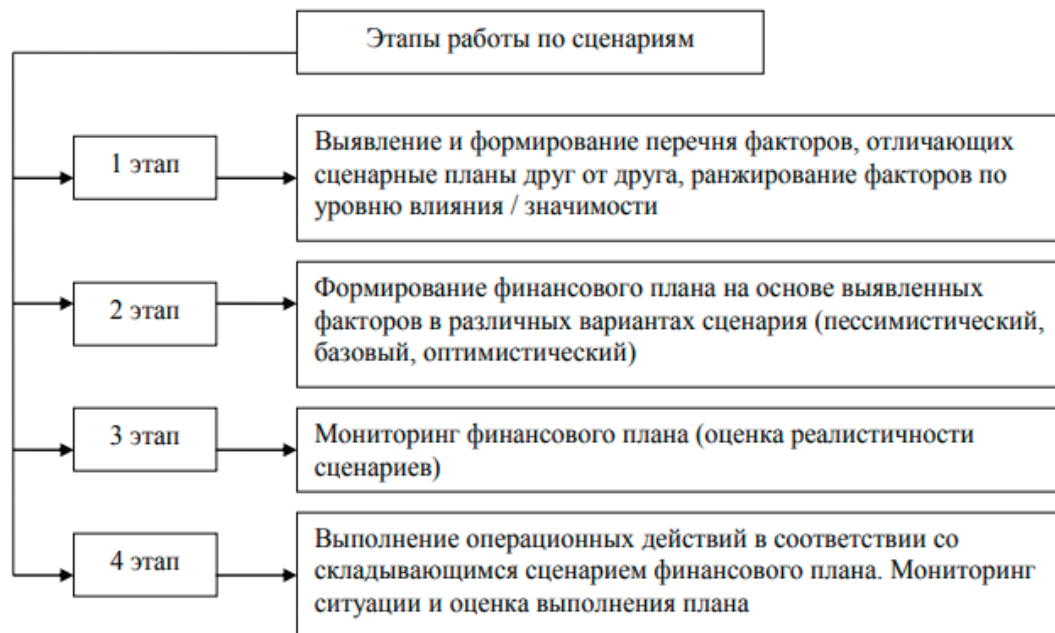 Этапы работы по сценариям
1 этап
Выявление и формирование перечня факторов, отличающих
сценарные планы друг от друга, ранжирование факторов по
уровню влияния / значимости
2 этап
Формирование финансового плана на основе выявленных
факторов в различных вариантах сценария (пессимистический,
базовый, оптимистический)
3 этап
Мониторинг финансового плана (оценка реалистичности
сценариев)
4 этап
Выполнение операционных действий в соответствии со
складывающимся сценарием финансового плана. Мониторинг
ситуации и оценка выполнения плана